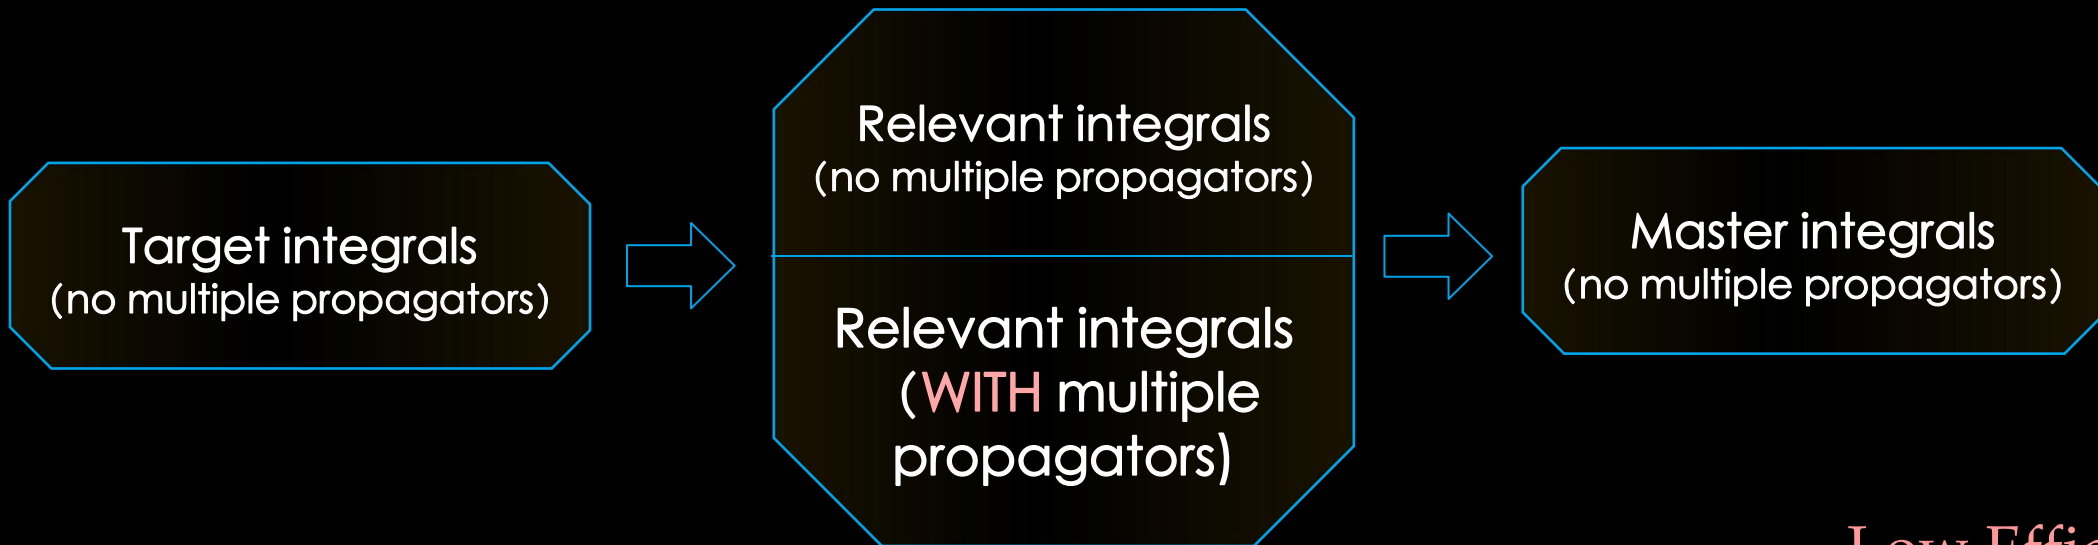 Target integrals
(no multiple propagators)
Relevant integrals
(no multiple propagators)
Relevant integrals
(WITH multiple
propagators)
Master integrals
(no multiple propagators)
Low